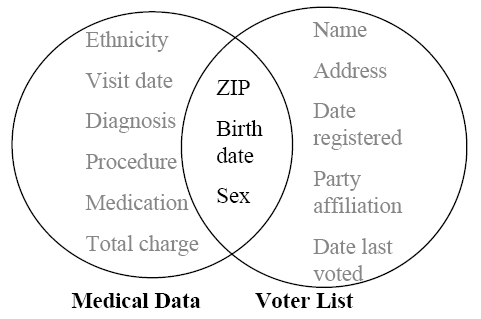 Ethnicity
Visit date
Diagnosis
Procedure
Medication
Total charge
ZIP
Birth
date
Sex
Name
Address
Date
registered
Party
affiliation
Date last
voted
Medical Data
Voter List